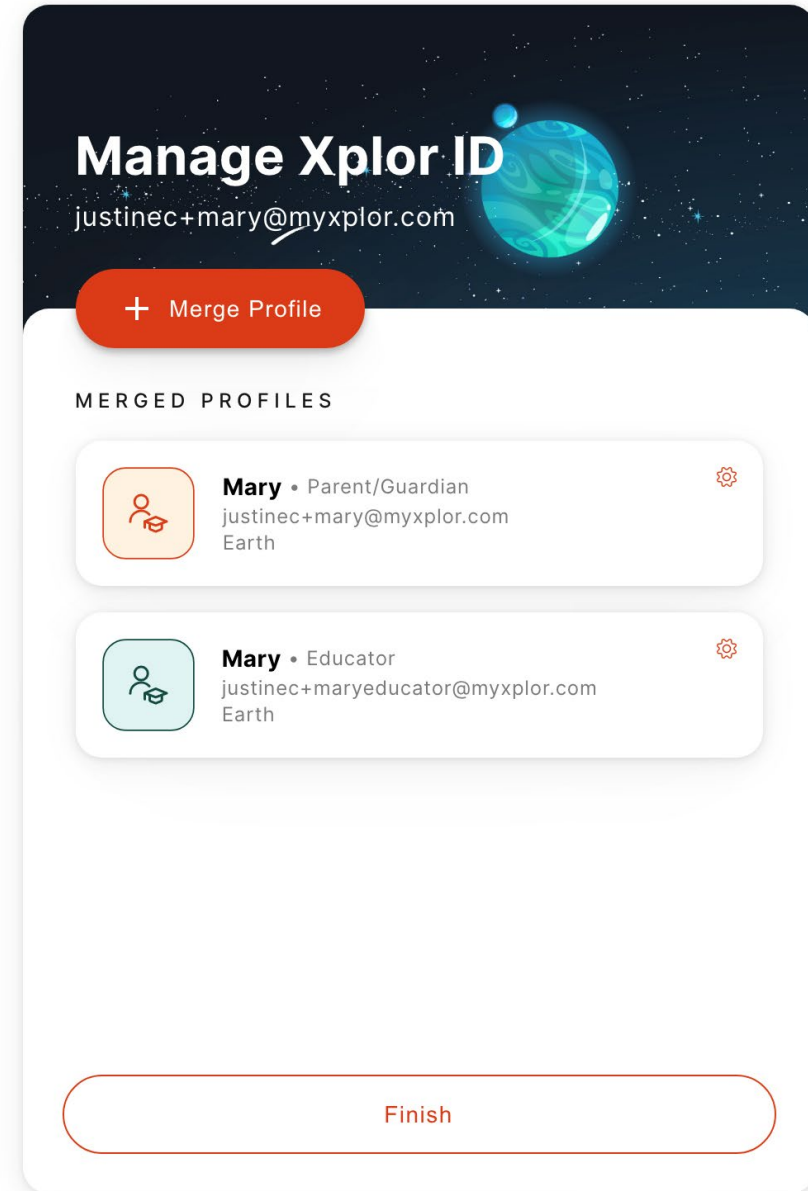 Manage Xplor ID
justinec+mary@myxplor.com
+ Merge Profile
MERGED PROFILES
Mary • Parent/Guardian
justinec+mary@myxplor.com
Earth
Mary • Educator
justinec+maryeducator@myxplor.com
Earth
Finish